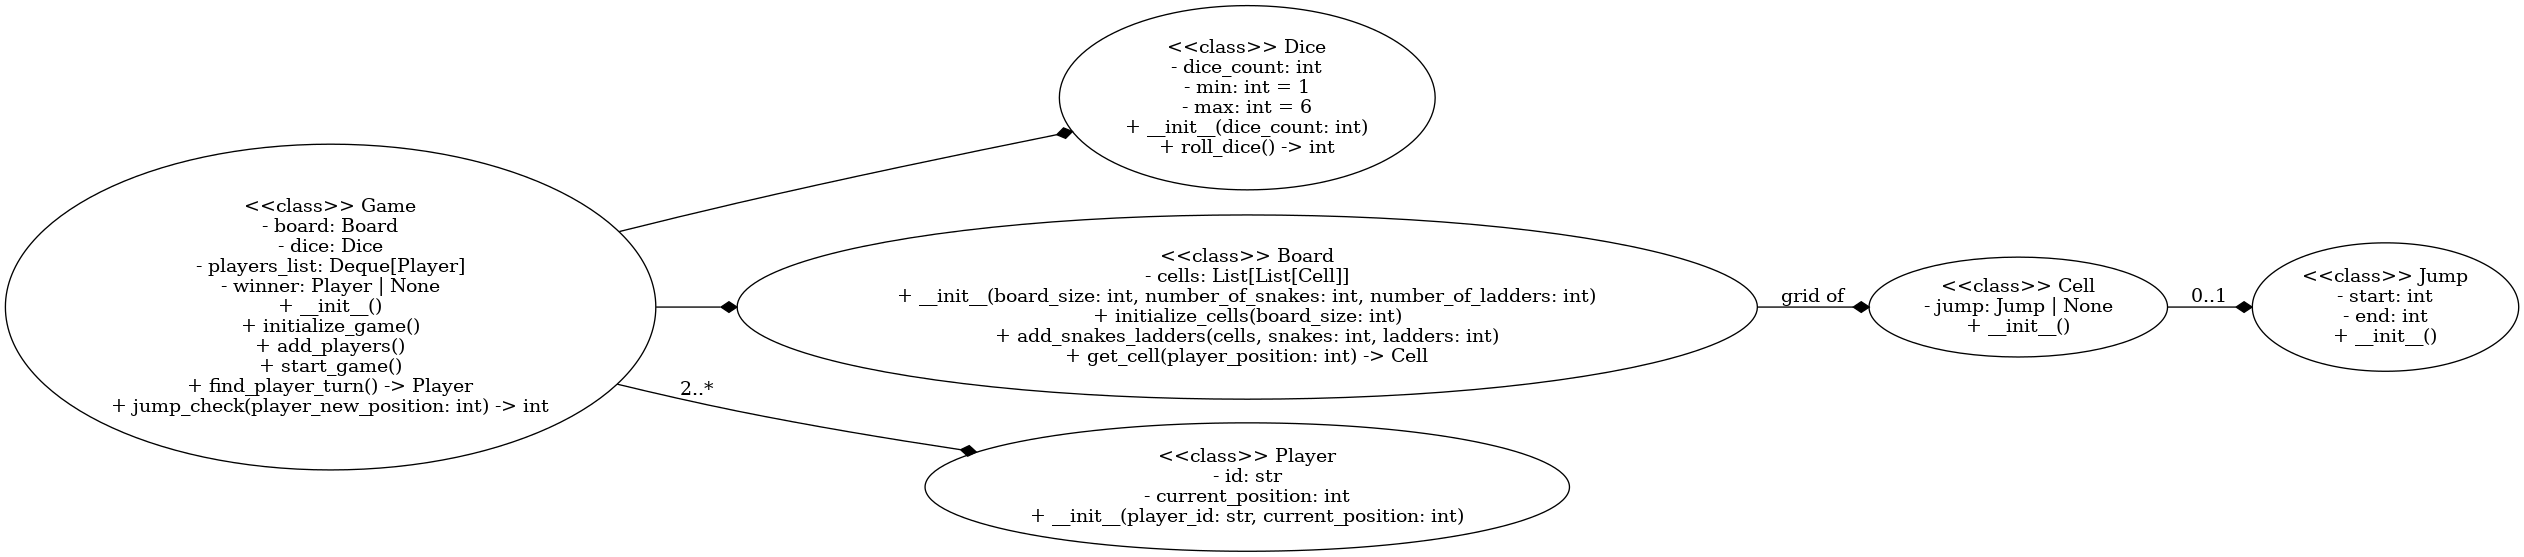 <<class>> Game
- board: Board
- dice: Dice
- players_list: Deque[Player]
- winner: Player | None
+ __init__()
+ initialize_game()
+ add_players()
+ start_game()
+ find_player_turn() -> Player
+ jump_check(player_new_position: int) -> int
<<class>> Dice
- dice_count: int
- min: int = 1
- max: int = 6
+ __init__(dice_count: int)
+ roll_dice() -> int
<<class>> Board
- cells: List[List[Cell]]
+ __init__(board_size: int, number_of_snakes: int, number_of_ladders: int)
+ initialize_cells(board_size: int)
+ add_snakes_ladders(cells, snakes: int, ladders: int)
+ get_cell(player_position: int) -> Cell
2..*
<<class>> Player
- id: str
- current_position: int
+ __init__(player_id: str, current_position: int)
grid of
<<class>> Cell
- jump: Jump | None
+ __init__()
0..1
<<class>> Jump
- start: int
- end: int
+ __init__()